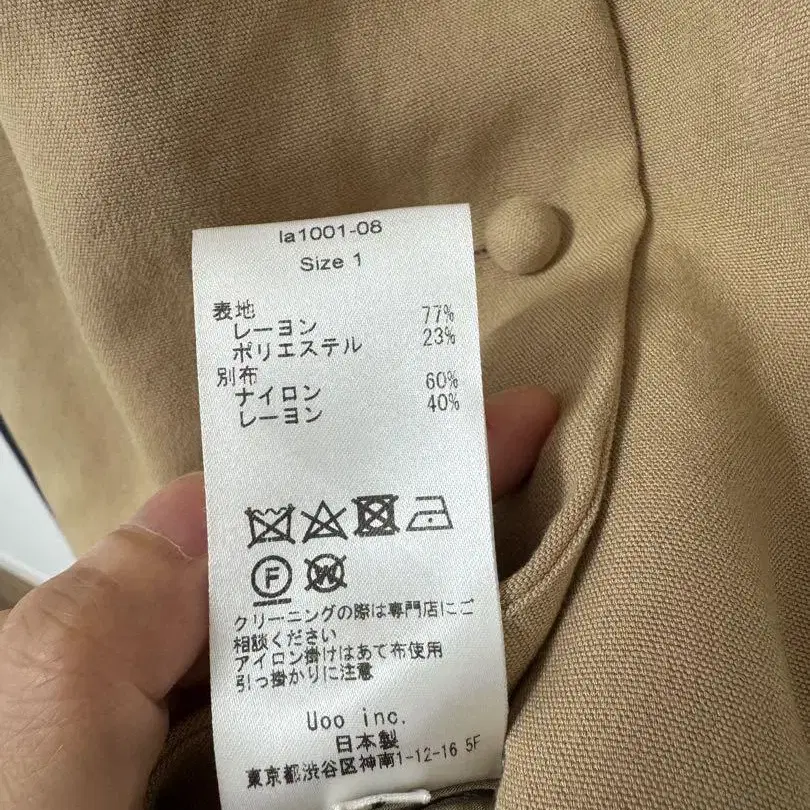 la1001-08
Size 1
表地
レーヨン 77%
ポリエステル 23%
別布
ナイロン 60%
レーヨン 40%
F W
クリーニングの際は専門店にご
相談ください
アイロン掛けはあて布使用
引っ掛かりに注意
Uoo inc.
日本製
東京都渋谷区神南1-12-16 5F